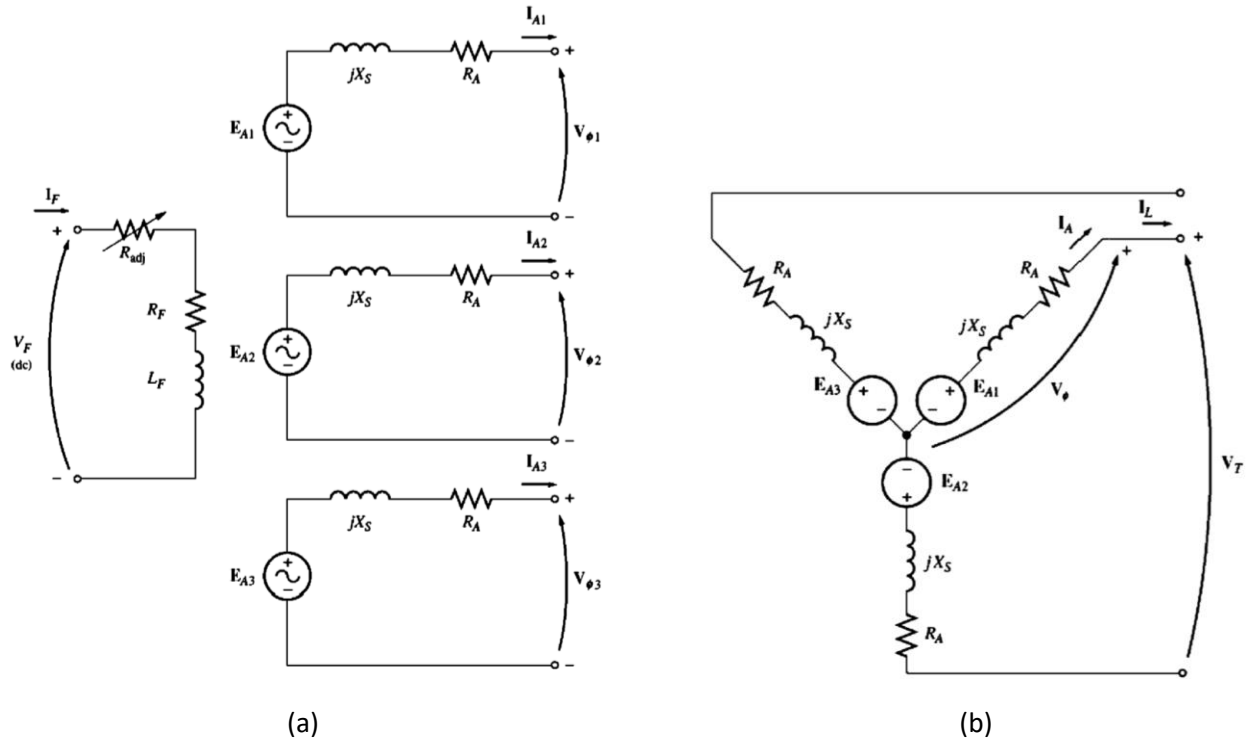 I_A1
jX_S
R_A
+
E_A1
+
−
V_ϕ1
−
I_F
+
R_adj
R_F
V_F
(dc)
L_F
−
I_A2
jX_S
R_A
+
E_A2
+
−
V_ϕ2
−
I_A3
jX_S
R_A
+
E_A3
+
−
V_ϕ3
−
(a)
I_L
I_A
+
+
R_A
R_A
jX_S
jX_S
E_A3
+
−
−
+
E_A1
V_ϕ
−
+
E_A2
V_T
jX_S
R_A
(b)